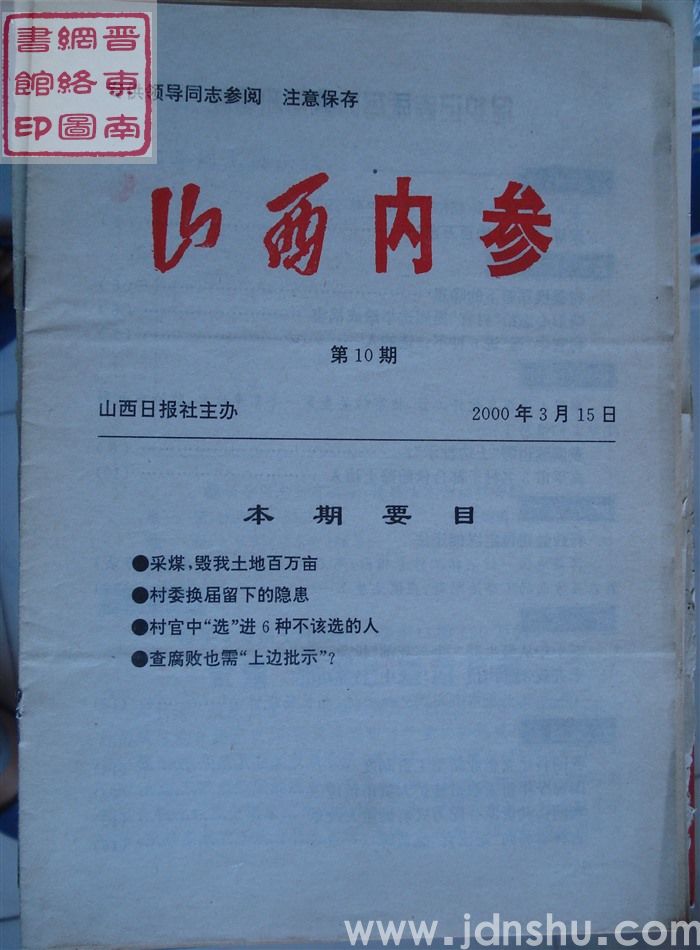 晋东南
網络圖
書館印
供领导同志参阅 注意保存
山西内参
第10期
山西日报社主办 2000年3月15日
本期要目
●采煤，毁我土地百万亩
●村委换届留下的隐患
●村官中“选”进6种不该选的人
●查腐败也需“上边批示”？
www.jdnshu.com